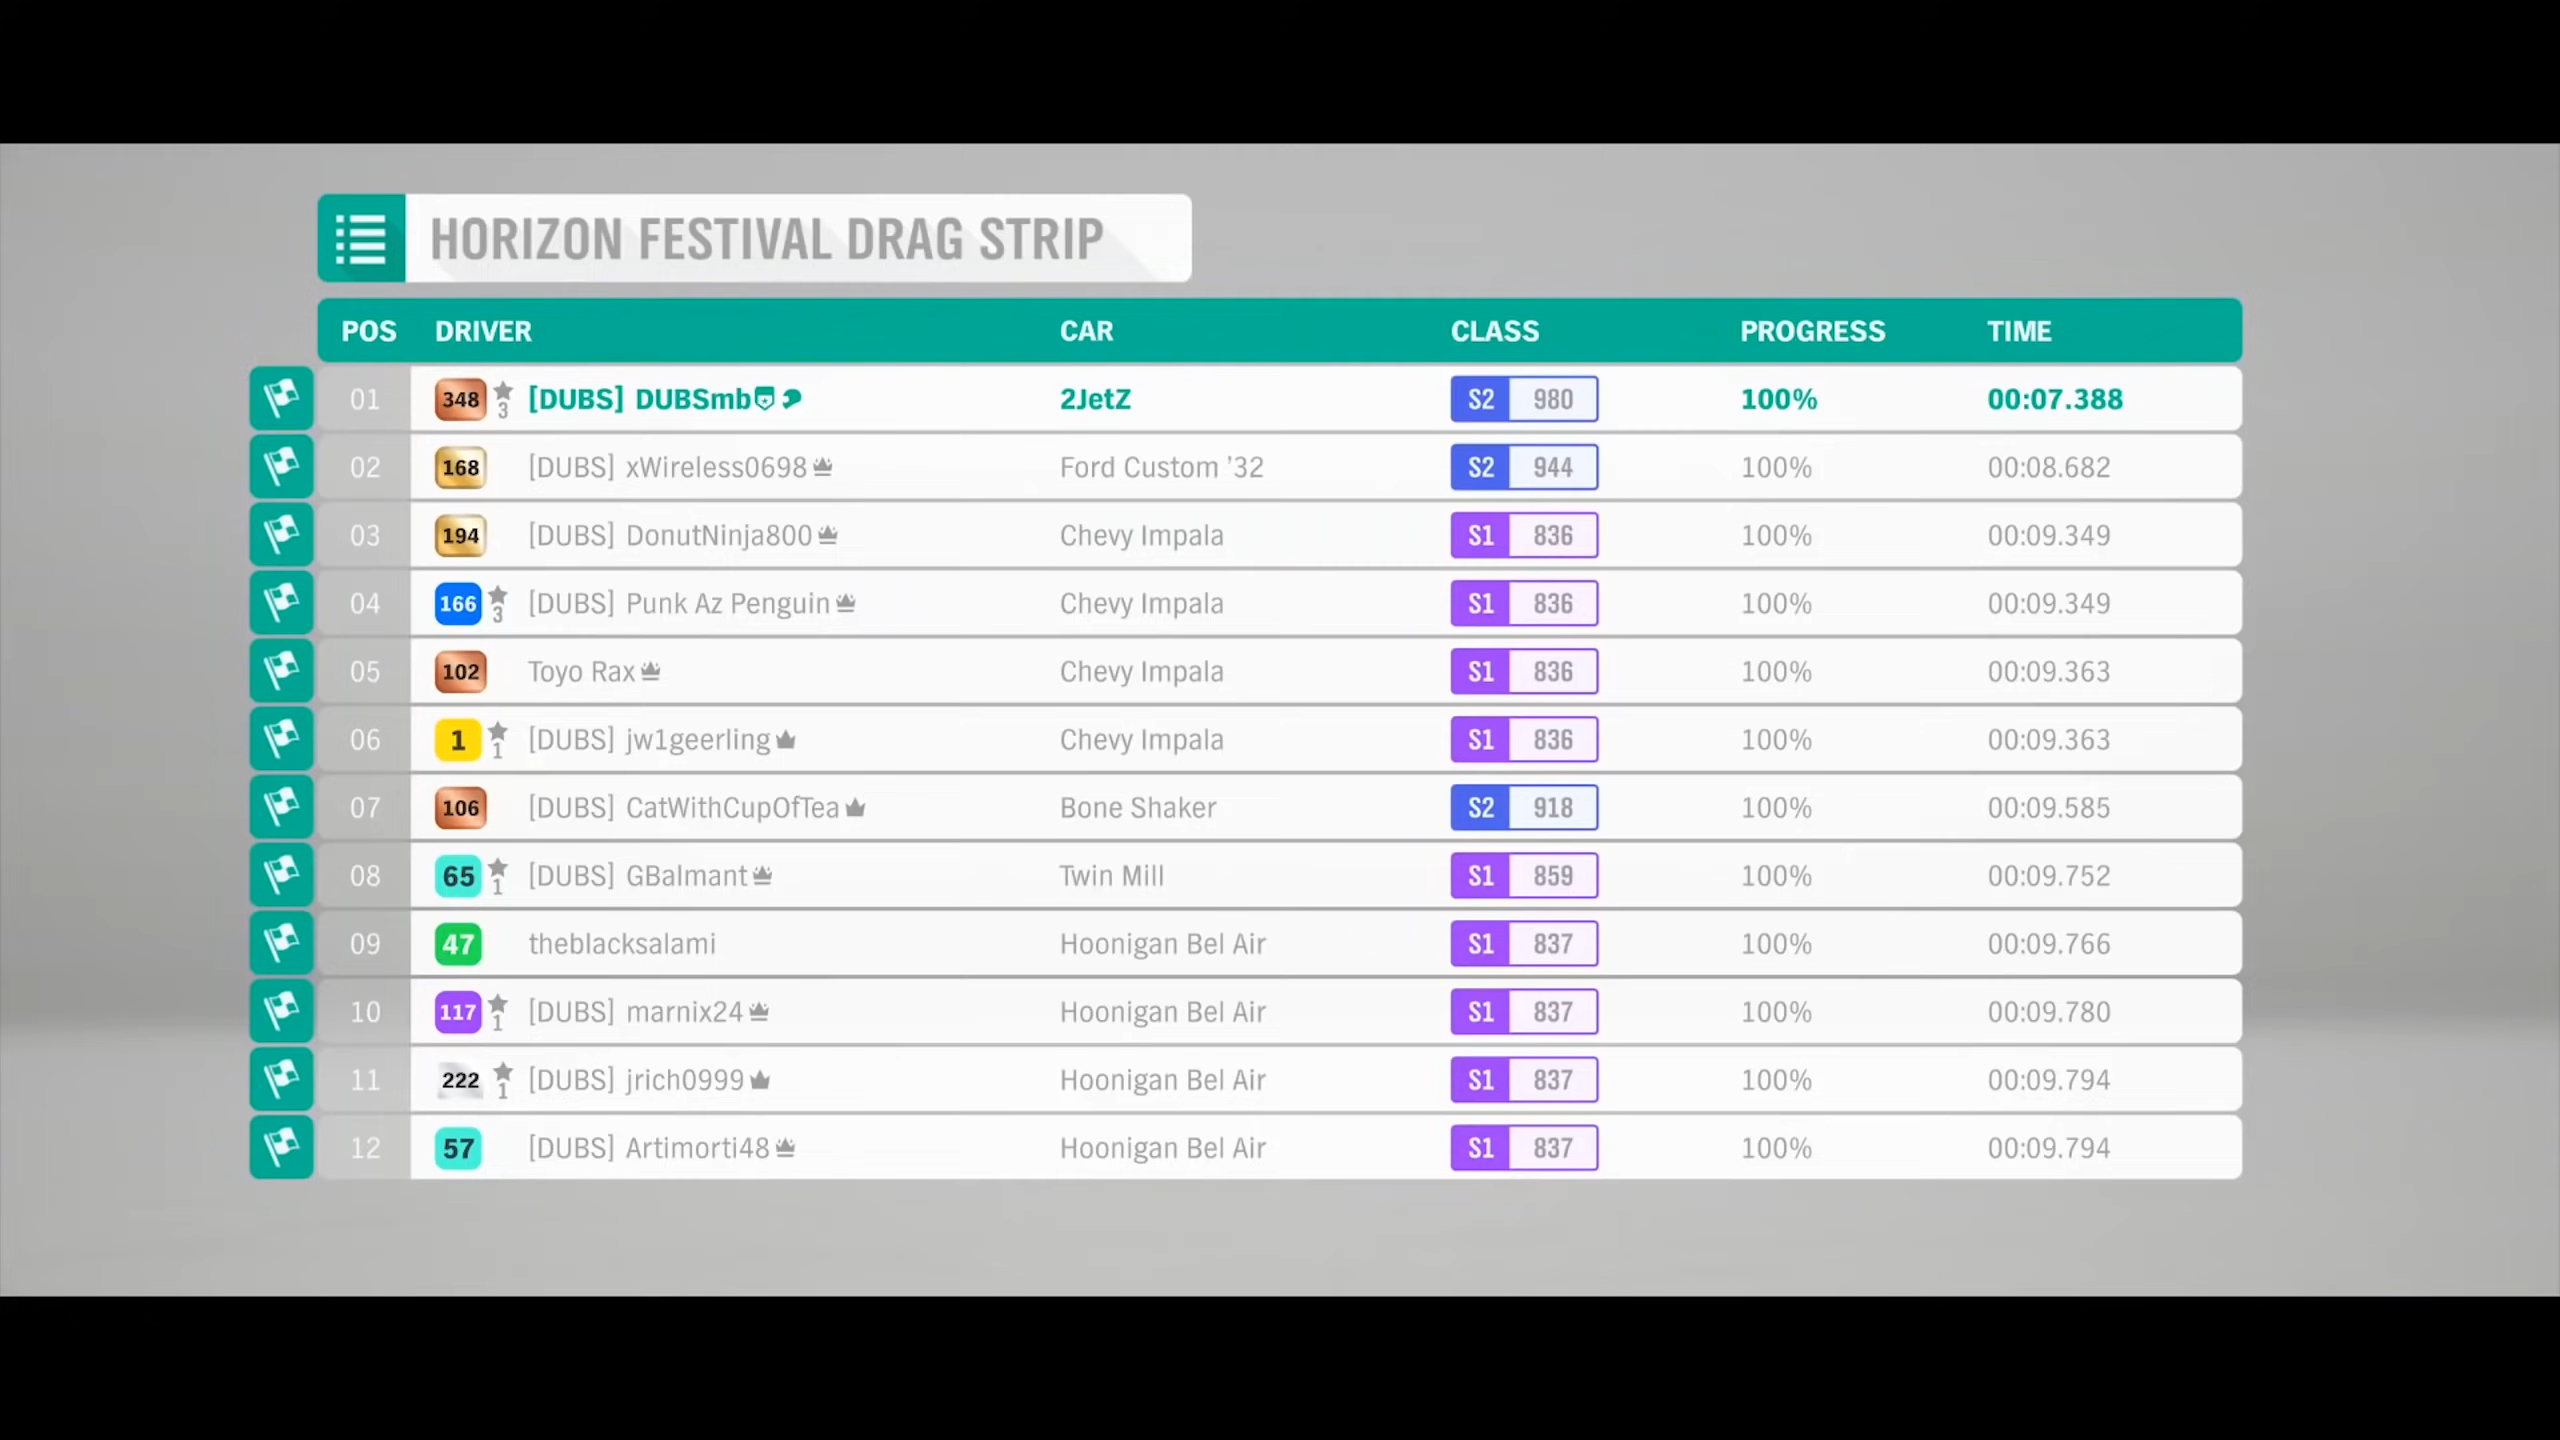 HORIZON FESTIVAL DRAG STRIP
POS DRIVER CAR CLASS PROGRESS TIME
01 348 3 [DUBS] DUBSmb 2JetZ S2 980 100% 00:07.388
02 168 [DUBS] xWireless0698 Ford Custom '32 S2 944 100% 00:08.682
03 194 [DUBS] DonutNinja800 Chevy Impala S1 836 100% 00:09.349
04 166 3 [DUBS] Punk Az Penguin Chevy Impala S1 836 100% 00:09.349
05 102 Toyo Rax Chevy Impala S1 836 100% 00:09.363
06 1 1 [DUBS] jw1geerling Chevy Impala S1 836 100% 00:09.363
07 106 [DUBS] CatWithCupOfTea Bone Shaker S2 918 100% 00:09.585
08 65 1 [DUBS] GBalmant Twin Mill S1 859 100% 00:09.752
09 47 theblacksalami Hoonigan Bel Air S1 837 100% 00:09.766
10 117 1 [DUBS] marnix24 Hoonigan Bel Air S1 837 100% 00:09.780
11 222 1 [DUBS] jrich0999 Hoonigan Bel Air S1 837 100% 00:09.794
12 57 [DUBS] Artimorti48 Hoonigan Bel Air S1 837 100% 00:09.794